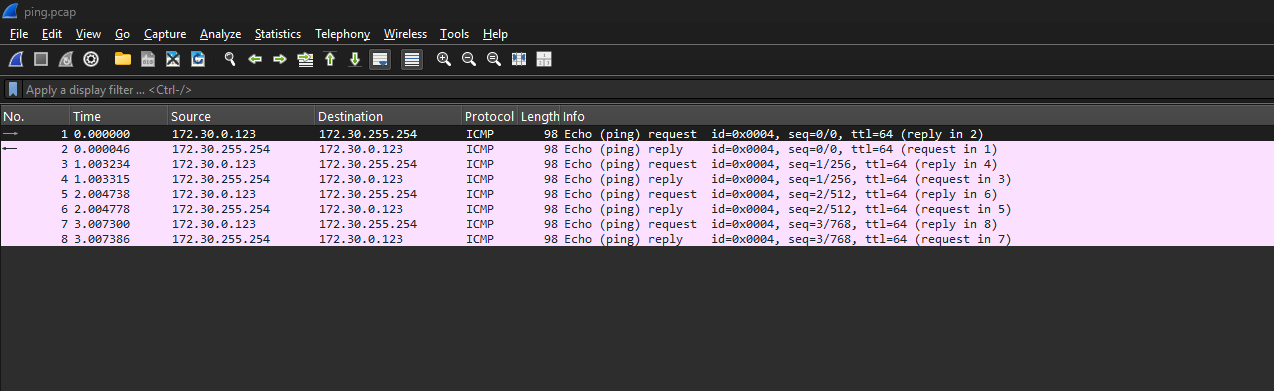 ping.pcap
File Edit View Go Capture Analyze Statistics Telephony Wireless Tools Help
Apply a display filter ... <Ctrl-/>
No. Time Source Destination Protocol Length Info
1 0.000000 172.30.0.123 172.30.255.254 ICMP 98 Echo (ping) request id=0x0004, seq=0/0, ttl=64 (reply in 2)
2 0.000046 172.30.255.254 172.30.0.123 ICMP 98 Echo (ping) reply id=0x0004, seq=0/0, ttl=64 (request in 1)
3 1.003234 172.30.0.123 172.30.255.254 ICMP 98 Echo (ping) request id=0x0004, seq=1/256, ttl=64 (reply in 4)
4 1.003315 172.30.255.254 172.30.0.123 ICMP 98 Echo (ping) reply id=0x0004, seq=1/256, ttl=64 (request in 3)
5 2.004738 172.30.0.123 172.30.255.254 ICMP 98 Echo (ping) request id=0x0004, seq=2/512, ttl=64 (reply in 6)
6 2.004778 172.30.255.254 172.30.0.123 ICMP 98 Echo (ping) reply id=0x0004, seq=2/512, ttl=64 (request in 5)
7 3.007300 172.30.0.123 172.30.255.254 ICMP 98 Echo (ping) request id=0x0004, seq=3/768, ttl=64 (reply in 8)
8 3.007386 172.30.255.254 172.30.0.123 ICMP 98 Echo (ping) reply id=0x0004, seq=3/768, ttl=64 (request in 7)